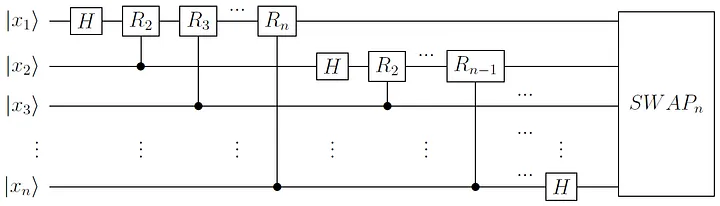 |x₁⟩ H R₂ R₃ ... Rₙ
|x₂⟩ H R₂ ... Rₙ₋₁
|x₃⟩ ...
⋮ ⋮ ⋮ ⋮ ⋮ ... ⋮ SWAPₙ
|xₙ⟩ ... H